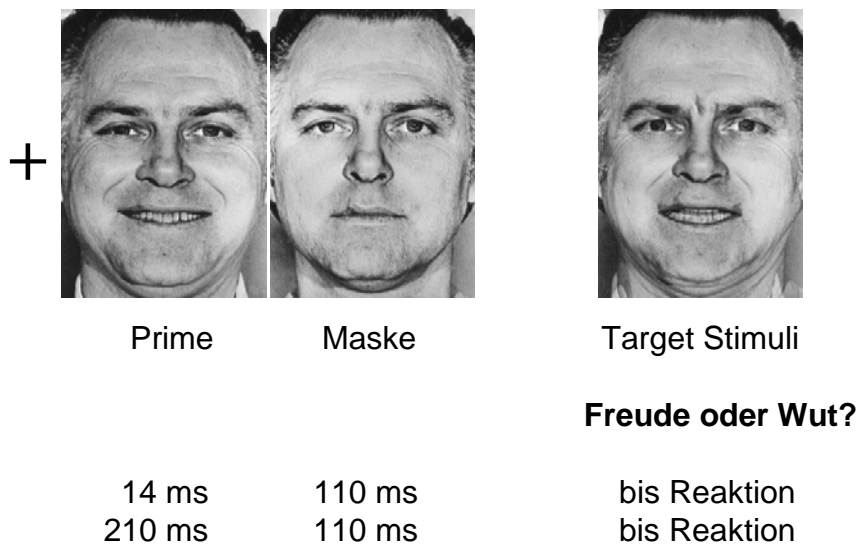 +
Prime Maske Target Stimuli
Freude oder Wut?
14 ms 110 ms bis Reaktion
210 ms 110 ms bis Reaktion